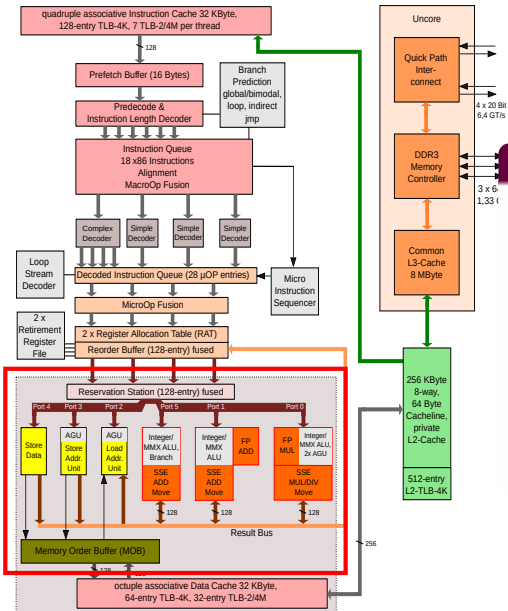 quadruple associative Instruction Cache 32 KByte,
128-entry TLB-4K, 7 TLB-2/4M per thread
128
Prefetch Buffer (16 Bytes)
Predecode &
Instruction Length Decoder
Branch
Prediction
global/bimodal,
loop, indirect
jmp
Instruction Queue
18 x86 Instructions
Alignment
MacroOp Fusion
Complex
Decoder
Simple
Decoder
Simple
Decoder
Simple
Decoder
Loop
Stream
Decoder
Decoded Instruction Queue (28 µOP entries)
Micro
Instruction
Sequencer
MicroOp Fusion
2 x
Retirement
Register
File
2 x Register Allocation Table (RAT)
Reorder Buffer (128-entry) fused
Reservation Station (128-entry) fused
Port 4
Port 3
Port 2
Port 5
Port 1
Port 0
Store
Data
AGU
Store
Addr.
Unit
AGU
Load
Addr.
Unit
Integer/
MMX ALU,
Branch
SSE
ADD
Move
Integer/
MMX
ALU
SSE
ADD
Move
FP
ADD
FP
MUL
Integer/
MMX ALU,
2x AGU
SSE
MUL/DIV
Move
128
128
128
Result Bus
Memory Order Buffer (MOB)
128
octuple associative Data Cache 32 KByte,
64-entry TLB-4K, 32-entry TLB-2/4M
256
Uncore
Quick Path
Inter-
connect
4 x 20 Bit
6,4 GT/s
DDR3
Memory
Controller
3 x 6
1,33
Common
L3-Cache
8 MByte
256 KByte
8-way,
64 Byte
Cacheline,
private
L2-Cache
512-entry
L2-TLB-4K